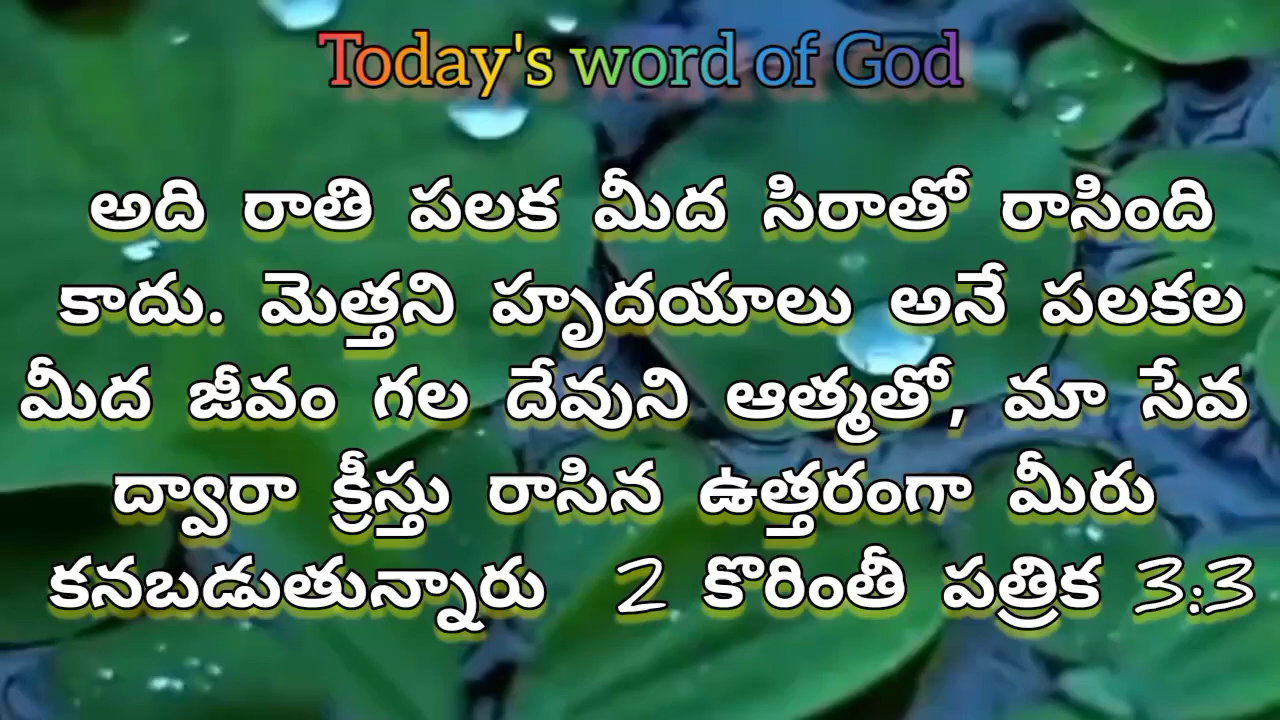 Today's word of God
అది రాతి పలక మీద సిరాతో రాసింది
కాదు. మెత్తని హృదయాలు అనే పలకల
మీద జీవం గల దేవుని ఆత్మతో, మా సేవ
ద్వారా క్రీస్తు రాసిన ఉత్తరంగా మీరు
కనబడుతున్నారు 2 కొరింతీ పత్రిక 3:3